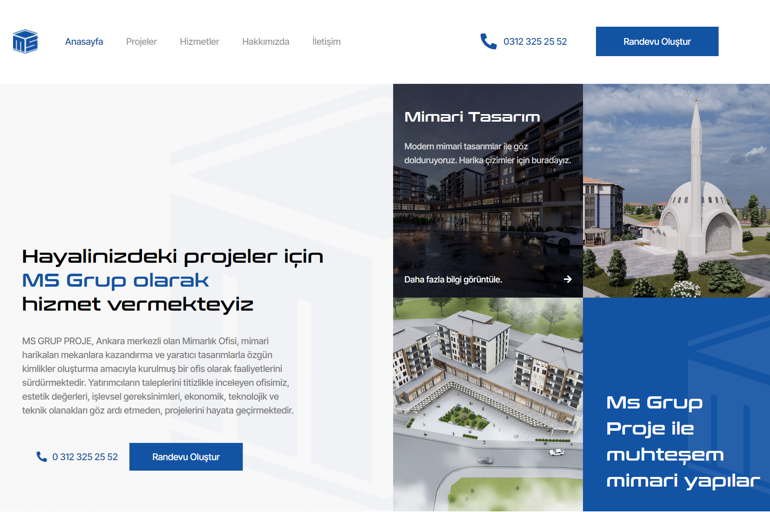 MS
Anasayfa
Projeler
Hizmetler
Hakkımızda
İletişim
0312 325 25 52
Randevu Oluştur
Hayalinizdeki projeler için
MS Grup olarak
hizmet vermekteyiz
MS GRUP PROJE, Ankara merkezli olan Mimarlık Ofisi, mimari
harikaları mekanlara kazandırma ve yaratıcı tasarımlarla özgün
kimlikler oluşturma amacıyla kurulmuş bir ofis olarak faaliyetlerini
sürdürmektedir. Yatırımcıların taleplerini titizlikle inceleyen ofisimiz,
estetik değerleri, işlevsel gereksinimleri, ekonomik, teknolojik ve
teknik olanakları göz ardı etmeden, projelerini hayata geçirmektedir.
0 312 325 25 52
Randevu Oluştur
Mimari Tasarım
Modern mimari tasarımlar ile göz
dolduruyoruz. Harika çizimler için buradayız.
Daha fazla bilgi görüntüle.
Ms Grup
Proje ile
muhteşem
mimari yapılar